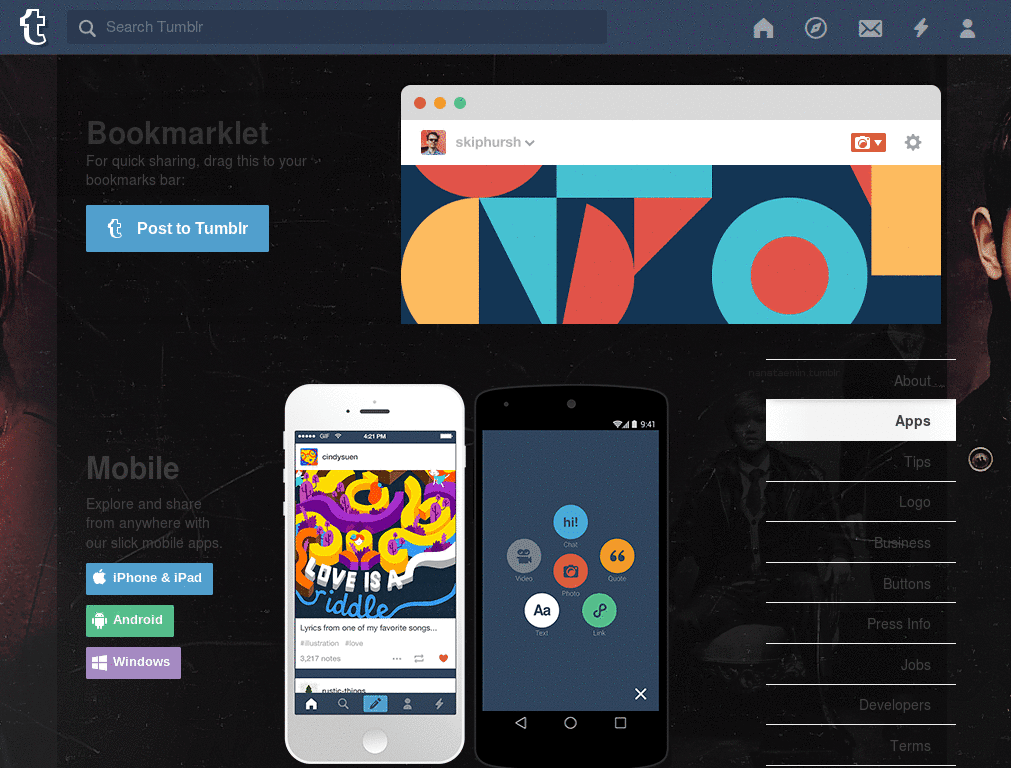 Search Tumblr
Bookmarklet
For quick sharing, drag this to your
bookmarks bar:
Post to Tumblr
skiphursh
Mobile
Explore and share
from anywhere with
our slick mobile apps.
iPhone & iPad
Android
Windows
GIF
4:21 PM
cindysuen
LOVE IS A
riddle
Lyrics from one of my favorite songs...
#illustration #love
3,217 notes
rustic-things
9:41
hi!
Chat
Video
Quote
Photo
Aa
Text
Link
About
Apps
Tips
Logo
Business
Buttons
Press Info
Jobs
Developers
Terms